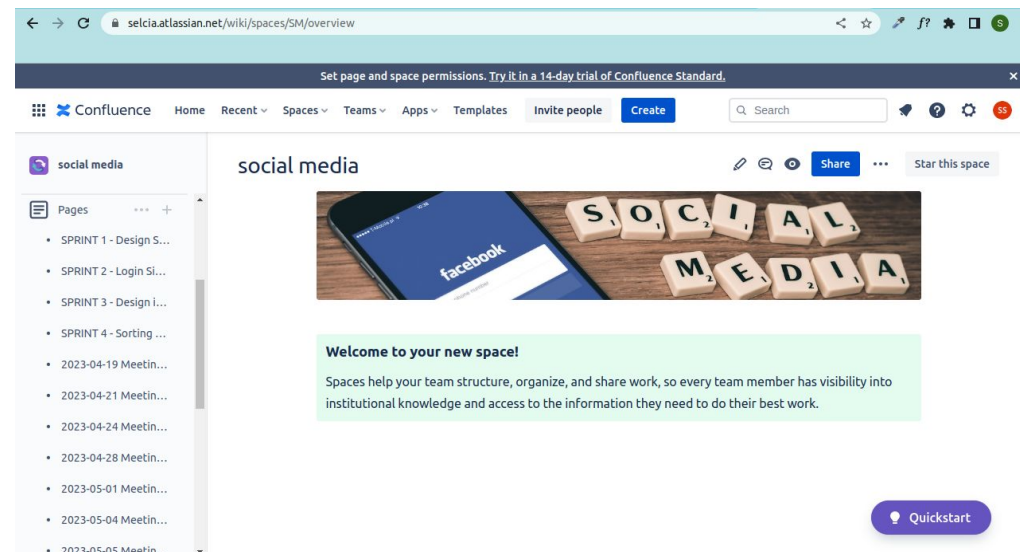 selcia.atlassian.net/wiki/spaces/SM/overview
f?
S
Set page and space permissions. Try it in a 14-day trial of Confluence Standard.
Confluence Home Recent Spaces Teams Apps Templates Invite people Create Search SS
social media
social media
Share
Star this space
Pages
SPRINT 1 - Design S...
SPRINT 2 - Login Si...
SPRINT 3 - Design i...
SPRINT 4 - Sorting ...
2023-04-19 Meetin...
2023-04-21 Meetin...
2023-04-24 Meetin...
2023-04-28 Meetin...
2023-05-01 Meetin...
2023-05-04 Meetin...
2023-05-05 Meetin...
facebook
SOCIAL
MEDIA
Welcome to your new space!
Spaces help your team structure, organize, and share work, so every team member has visibility into
institutional knowledge and access to the information they need to do their best work.
Quickstart